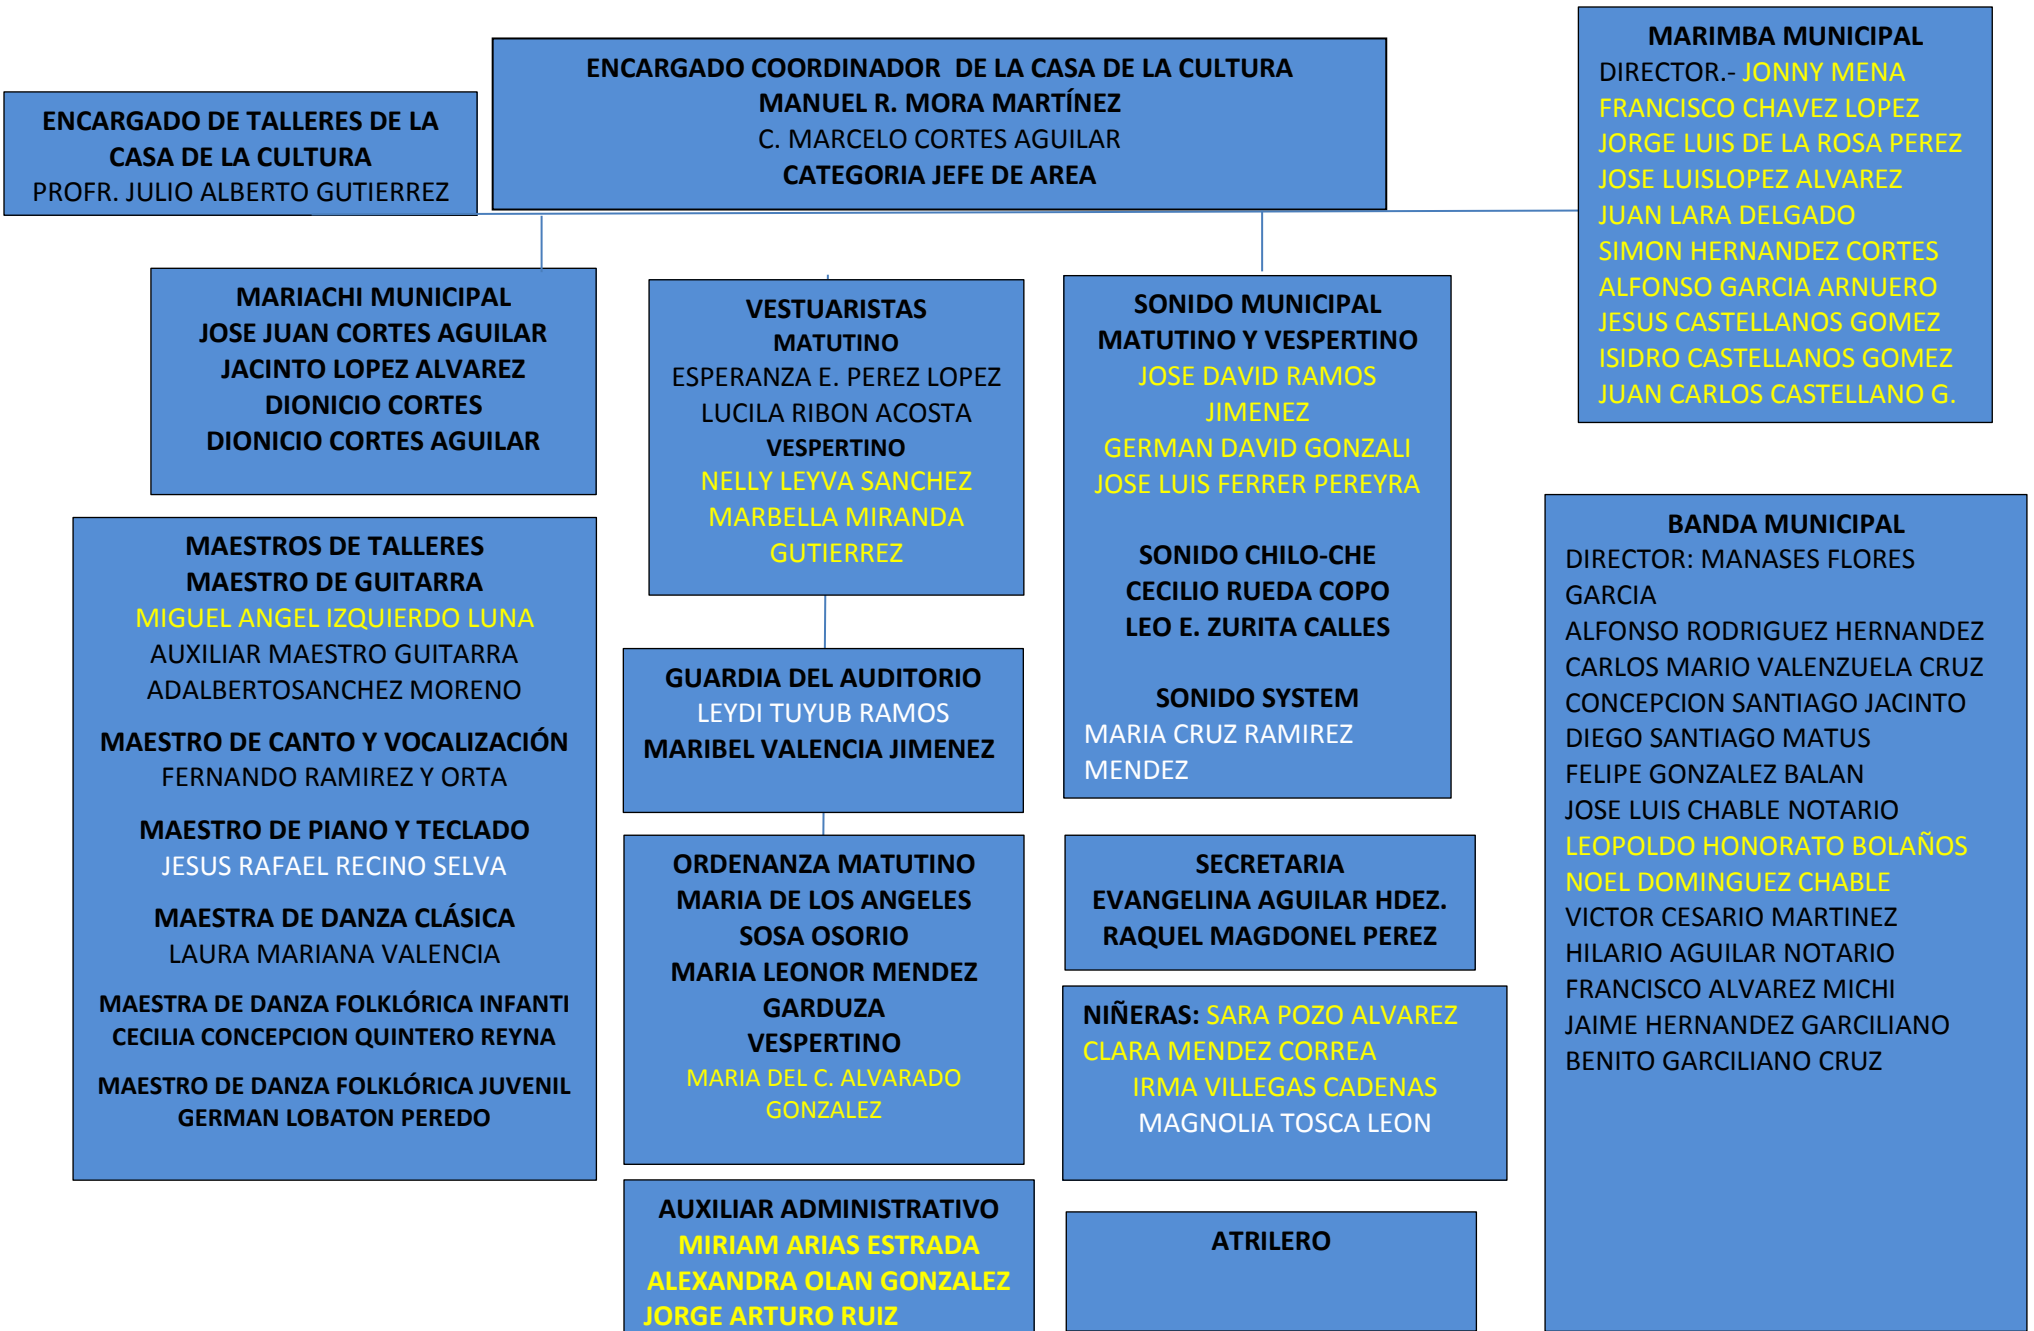 ENCARGADO COORDINADOR  DE LA CASA DE LA CULTURA
MANUEL R. MORA MARTÍNEZ
C. MARCELO CORTES AGUILAR
CATEGORIA JEFE DE AREA
ENCARGADO DE TALLERES DE LA
CASA DE LA CULTURA
PROFR. JULIO ALBERTO GUTIERREZ
MARIMBA MUNICIPAL
DIRECTOR.- JONNY MENA
FRANCISCO CHAVEZ LOPEZ
JORGE LUIS DE LA ROSA PEREZ
JOSE LUISLOPEZ ALVAREZ
JUAN LARA DELGADO
SIMON HERNANDEZ CORTES
ALFONSO GARCIA ARNUERO
JESUS CASTELLANOS GOMEZ
ISIDRO CASTELLANOS GOMEZ
JUAN CARLOS CASTELLANO G.
MARIACHI MUNICIPAL
JOSE JUAN CORTES AGUILAR
JACINTO LOPEZ ALVAREZ
DIONICIO CORTES
DIONICIO CORTES AGUILAR
VESTUARISTAS
MATUTINO
ESPERANZA E. PEREZ LOPEZ
LUCILA RIBON ACOSTA
VESPERTINO
NELLY LEYVA SANCHEZ
MARBELLA MIRANDA
GUTIERREZ
SONIDO MUNICIPAL
MATUTINO Y VESPERTINO
JOSE DAVID RAMOS
JIMENEZ
GERMAN DAVID GONZALI
JOSE LUIS FERRER PEREYRA
SONIDO CHILO-CHE
CECILIO RUEDA COPO
LEO E. ZURITA CALLES
SONIDO SYSTEM
MARIA CRUZ RAMIREZ
MENDEZ
BANDA MUNICIPAL
DIRECTOR: MANASES FLORES
GARCIA
ALFONSO RODRIGUEZ HERNANDEZ
CARLOS MARIO VALENZUELA CRUZ
CONCEPCION SANTIAGO JACINTO
DIEGO SANTIAGO MATUS
FELIPE GONZALEZ BALAN
JOSE LUIS CHABLE NOTARIO
LEOPOLDO HONORATO BOLAÑOS
NOEL DOMINGUEZ CHABLE
VICTOR CESARIO MARTINEZ
HILARIO AGUILAR NOTARIO
FRANCISCO ALVAREZ MICHI
JAIME HERNANDEZ GARCILIANO
BENITO GARCILIANO CRUZ
MAESTROS DE TALLERES
MAESTRO DE GUITARRA
MIGUEL ANGEL IZQUIERDO LUNA
AUXILIAR MAESTRO GUITARRA
ADALBERTOSANCHEZ MORENO
MAESTRO DE CANTO Y VOCALIZACIÓN
FERNANDO RAMIREZ Y ORTA
MAESTRO DE PIANO Y TECLADO
JESUS RAFAEL RECINO SELVA
MAESTRA DE DANZA CLÁSICA
LAURA MARIANA VALENCIA
MAESTRA DE DANZA FOLKLÓRICA INFANTI
CECILIA CONCEPCION QUINTERO REYNA
MAESTRO DE DANZA FOLKLÓRICA JUVENIL
GERMAN LOBATON PEREDO
GUARDIA DEL AUDITORIO
LEYDI TUYUB RAMOS
MARIBEL VALENCIA JIMENEZ
ORDENANZA MATUTINO
MARIA DE LOS ANGELES
SOSA OSORIO
MARIA LEONOR MENDEZ
GARDUZA
VESPERTINO
MARIA DEL C. ALVARADO
GONZALEZ
SECRETARIA
EVANGELINA AGUILAR HDEZ.
RAQUEL MAGDONEL PEREZ
NIÑERAS: SARA POZO ALVAREZ
CLARA MENDEZ CORREA
IRMA VILLEGAS CADENAS
MAGNOLIA TOSCA LEON
AUXILIAR ADMINISTRATIVO
MIRIAM ARIAS ESTRADA
ALEXANDRA OLAN GONZALEZ
JORGE ARTURO RUIZ
ATRILERO